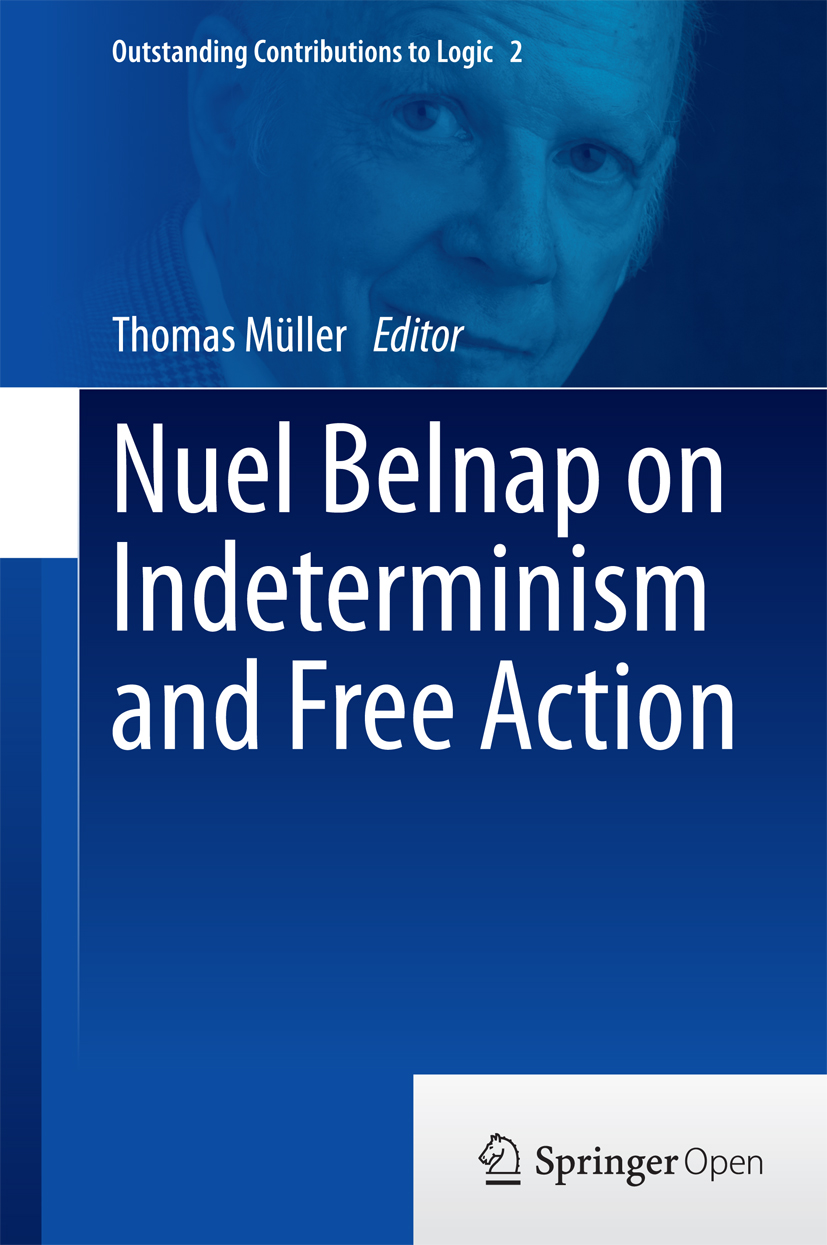 Outstanding Contributions to Logic 2
Thomas Müller Editor
Nuel Belnap on
Indeterminism
and Free Action
Springer Open